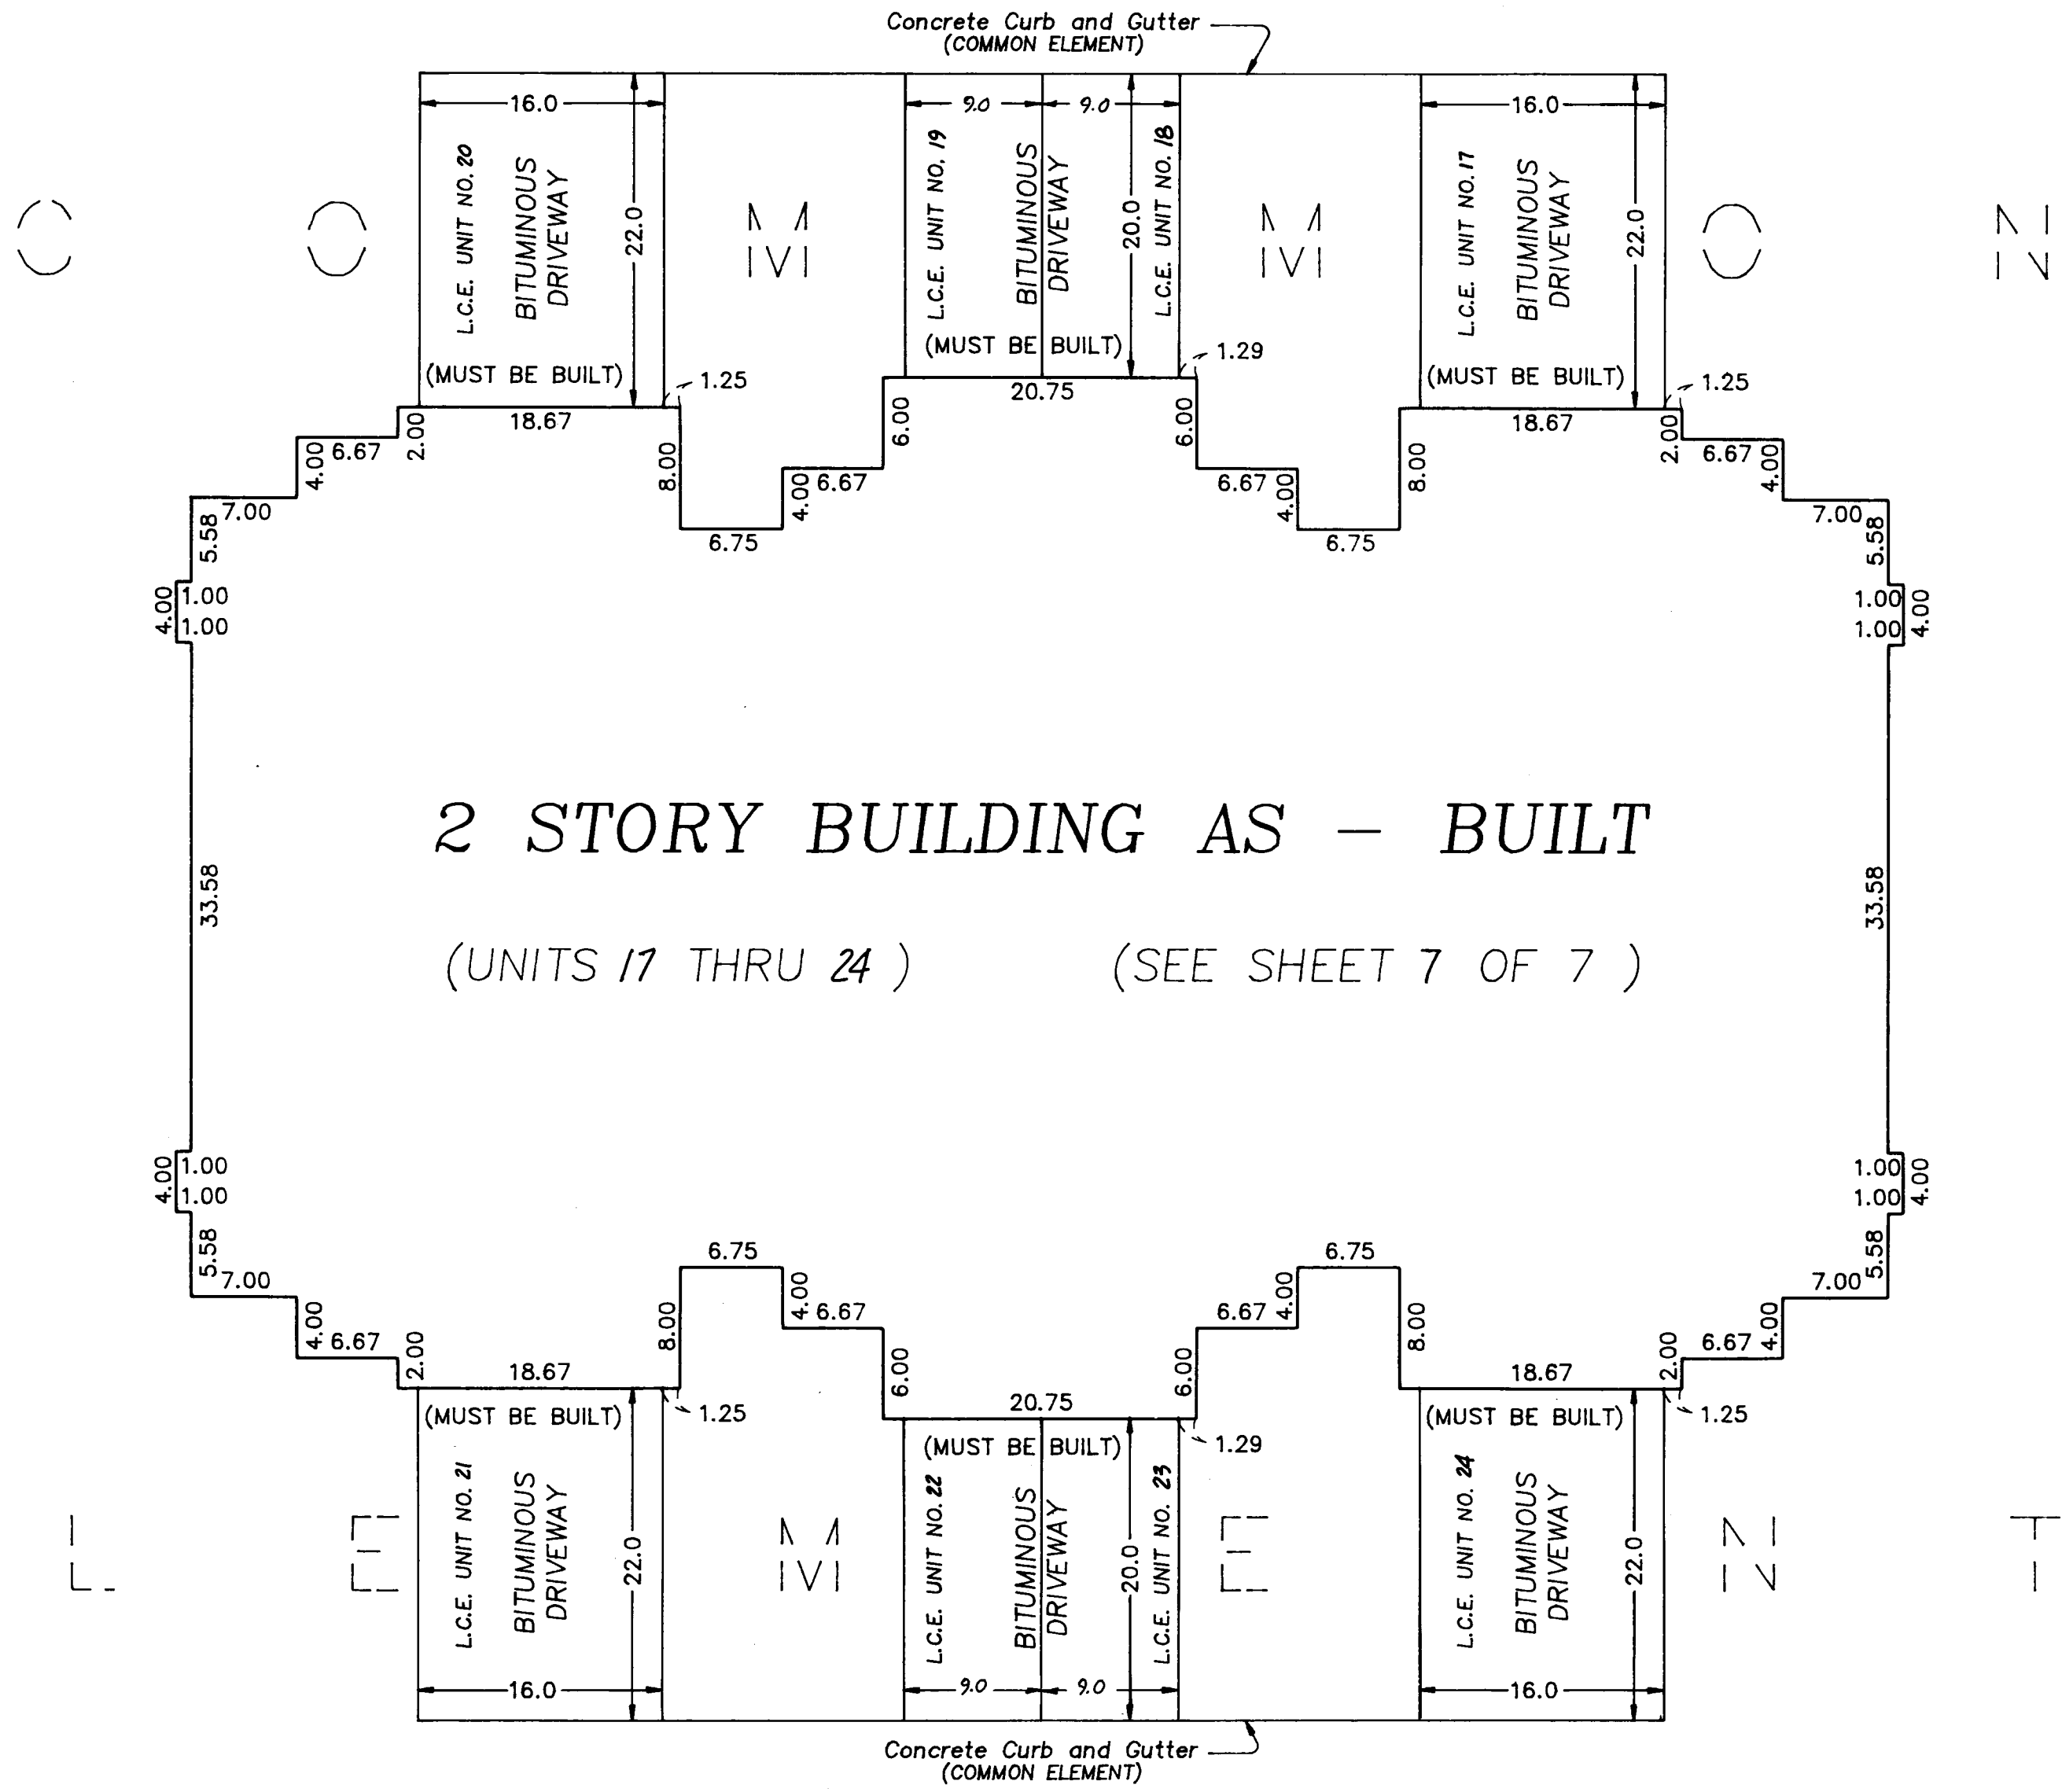 Concrete Curb and Gutter
(COMMON ELEMENT)
16.0
9.0
9.0
16.0
L.C.E. UNIT NO. 20
BITUMINOUS
DRIVEWAY
22.0
L.C.E. UNIT NO. 19
BITUMINOUS
DRIVEWAY
20.0
L.C.E. UNIT NO. 18
L.C.E. UNIT NO. 17
BITUMINOUS
DRIVEWAY
22.0
C O M M O N
(MUST BE BUILT)
(MUST BE BUILT)
(MUST BE BUILT)
1.25
1.29
1.25
7.00
4.00
6.67
2.00
18.67
8.00
6.75
4.00
6.67
6.00
20.75
6.00
6.67
4.00
6.75
8.00
18.67
2.00
6.67
4.00
7.00
5.58
5.58
4.00
1.00
1.00
1.00
1.00
4.00
2 STORY BUILDING AS - BUILT
33.58
33.58
(UNITS 17 THRU 24 )
(SEE SHEET 7 OF 7 )
4.00
1.00
1.00
1.00
1.00
4.00
5.58
5.58
7.00
4.00
6.67
2.00
18.67
8.00
6.75
4.00
6.67
6.00
20.75
6.00
6.67
4.00
6.75
8.00
18.67
2.00
6.67
4.00
7.00
1.25
1.29
1.25
(MUST BE BUILT)
(MUST BE BUILT)
(MUST BE BUILT)
L.C.E. UNIT NO. 21
BITUMINOUS
DRIVEWAY
22.0
L.C.E. UNIT NO. 22
BITUMINOUS
DRIVEWAY
20.0
L.C.E. UNIT NO. 23
L.C.E. UNIT NO. 24
BITUMINOUS
DRIVEWAY
22.0
L E M E N T
16.0
9.0
9.0
16.0
Concrete Curb and Gutter
(COMMON ELEMENT)